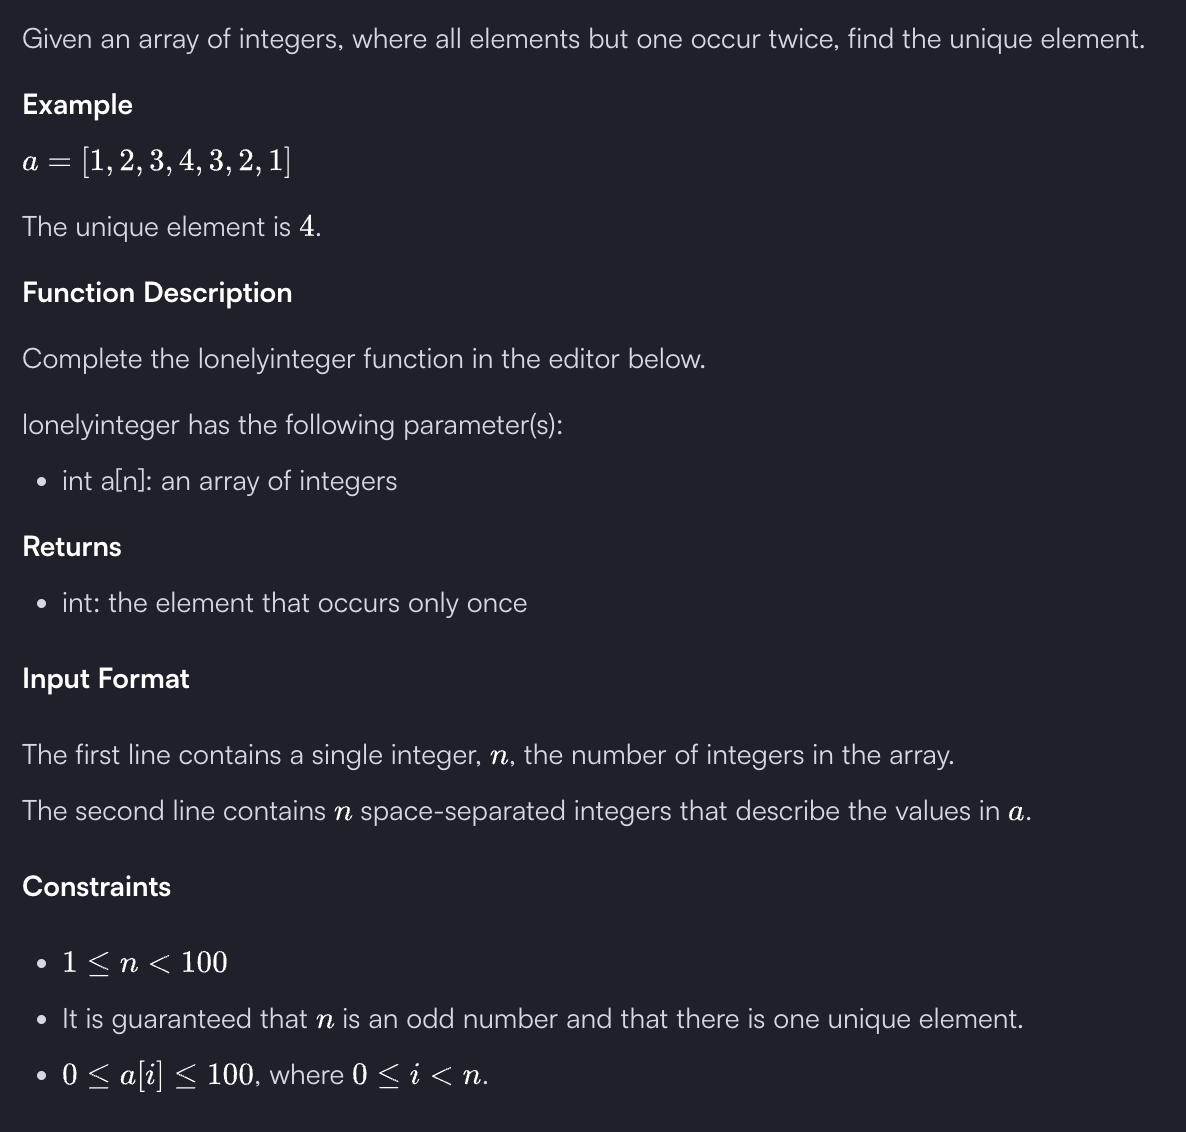 Given an array of integers, where all elements but one occur twice, find the unique element.
Example
a = [1, 2, 3, 4, 3, 2, 1]
The unique element is 4.
Function Description
Complete the lonelyinteger function in the editor below.
lonelyinteger has the following parameter(s):
• int a[n]: an array of integers
Returns
• int: the element that occurs only once
Input Format
The first line contains a single integer, n, the number of integers in the array.
The second line contains n space-separated integers that describe the values in a.
Constraints
• 1 ≤ n < 100
• It is guaranteed that n is an odd number and that there is one unique element.
• 0 ≤ a[i] ≤ 100, where 0 ≤ i < n.